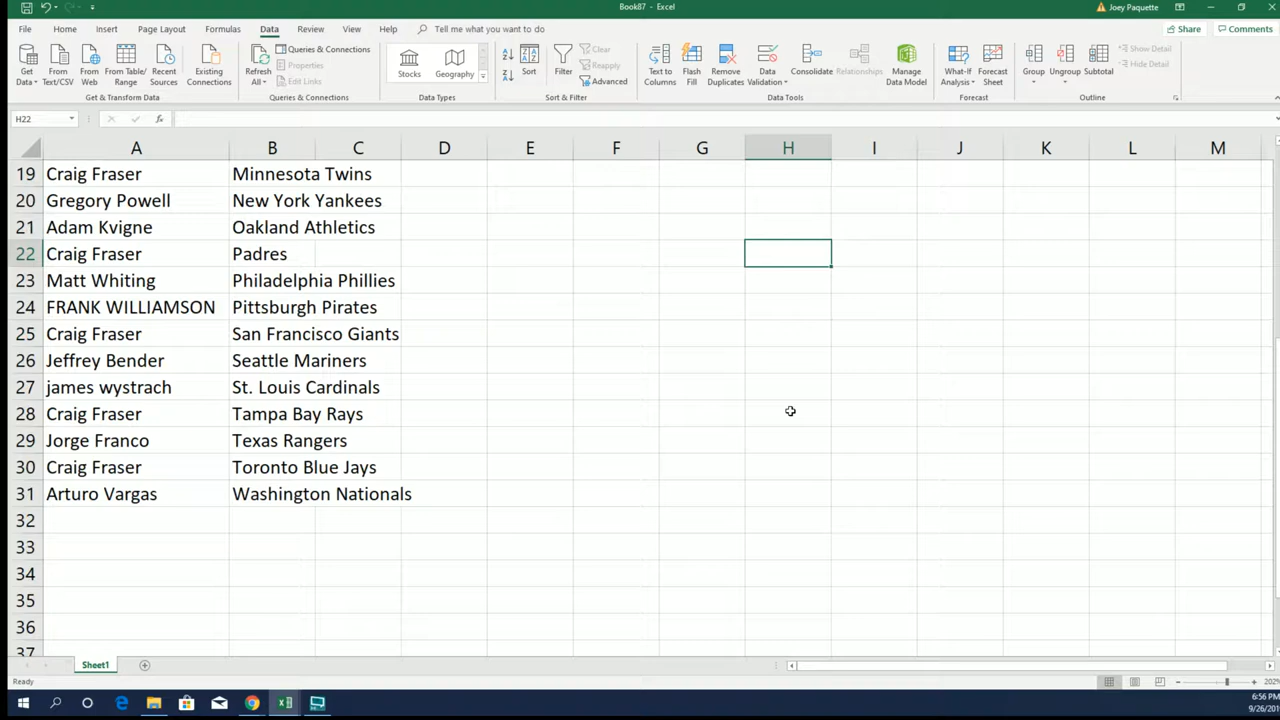 Book87 - Excel
Joey Paquette
File Home Insert Page Layout Formulas Data Review View Help Tell me what you want to do
Share Comments
Get Data From Text/CSV From Web From Table/Range Recent Sources Existing Connections
Get & Transform Data
Refresh All Queries & Connections Properties Edit Links
Queries & Connections
Stocks Geography
Data Types
Sort Filter Clear Reapply Advanced
Sort & Filter
Text to Columns Flash Fill Remove Duplicates Data Validation Consolidate Relationships Manage Data Model
Data Tools
What-If Analysis Forecast Sheet
Forecast
Group Ungroup Subtotal Show Detail Hide Detail
Outline
H22 fx
A B C D E F G H I J K L M
19 Craig Fraser Minnesota Twins
20 Gregory Powell New York Yankees
21 Adam Kvigne Oakland Athletics
22 Craig Fraser Padres
23 Matt Whiting Philadelphia Phillies
24 FRANK WILLIAMSON Pittsburgh Pirates
25 Craig Fraser San Francisco Giants
26 Jeffrey Bender Seattle Mariners
27 james wystrach St. Louis Cardinals
28 Craig Fraser Tampa Bay Rays
29 Jorge Franco Texas Rangers
30 Craig Fraser Toronto Blue Jays
31 Arturo Vargas Washington Nationals
32
33
34
35
36
37
Sheet1
Ready
6:56 PM